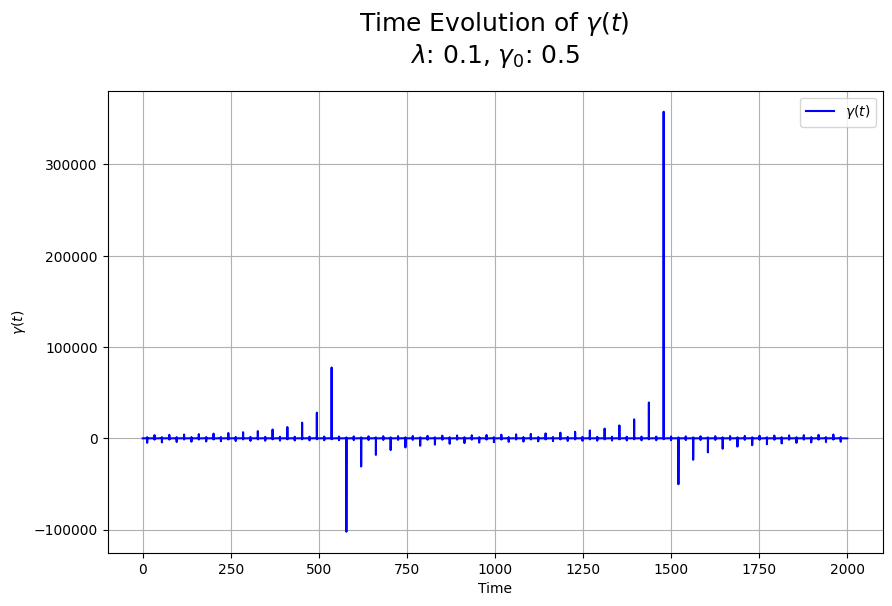 Time Evolution of γ(t)
λ: 0.1, γ₀: 0.5
γ(t)
300000
200000
100000
0
−100000
γ(t)
0 250 500 750 1000 1250 1500 1750 2000
Time